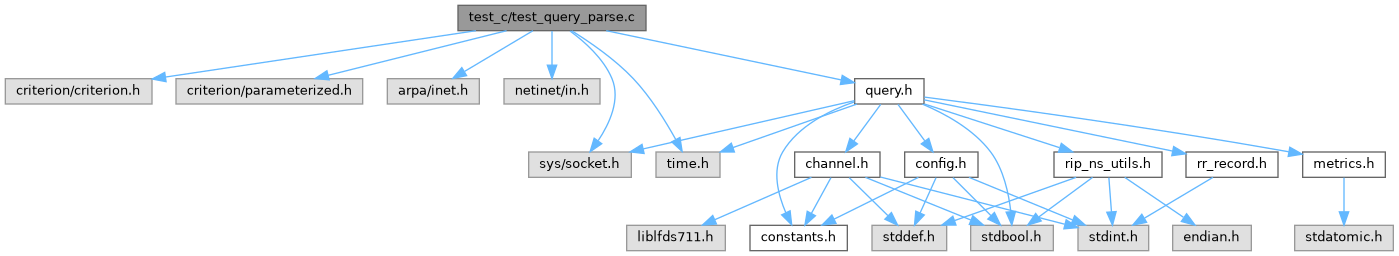 test_c/test_query_parse.c
criterion/criterion.h
criterion/parameterized.h
arpa/inet.h
netinet/in.h
query.h
sys/socket.h
time.h
channel.h
config.h
rip_ns_utils.h
rr_record.h
metrics.h
liblfds711.h
constants.h
stddef.h
stdbool.h
stdint.h
endian.h
stdatomic.h